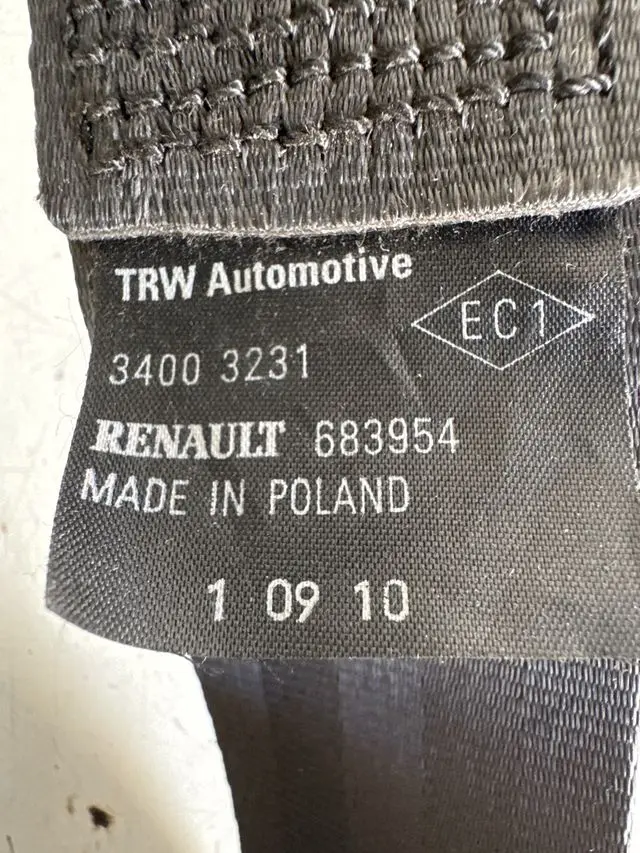 TRW Automotive
EC1
3400 3231
RENAULT 683954
MADE IN POLAND
1 09 10